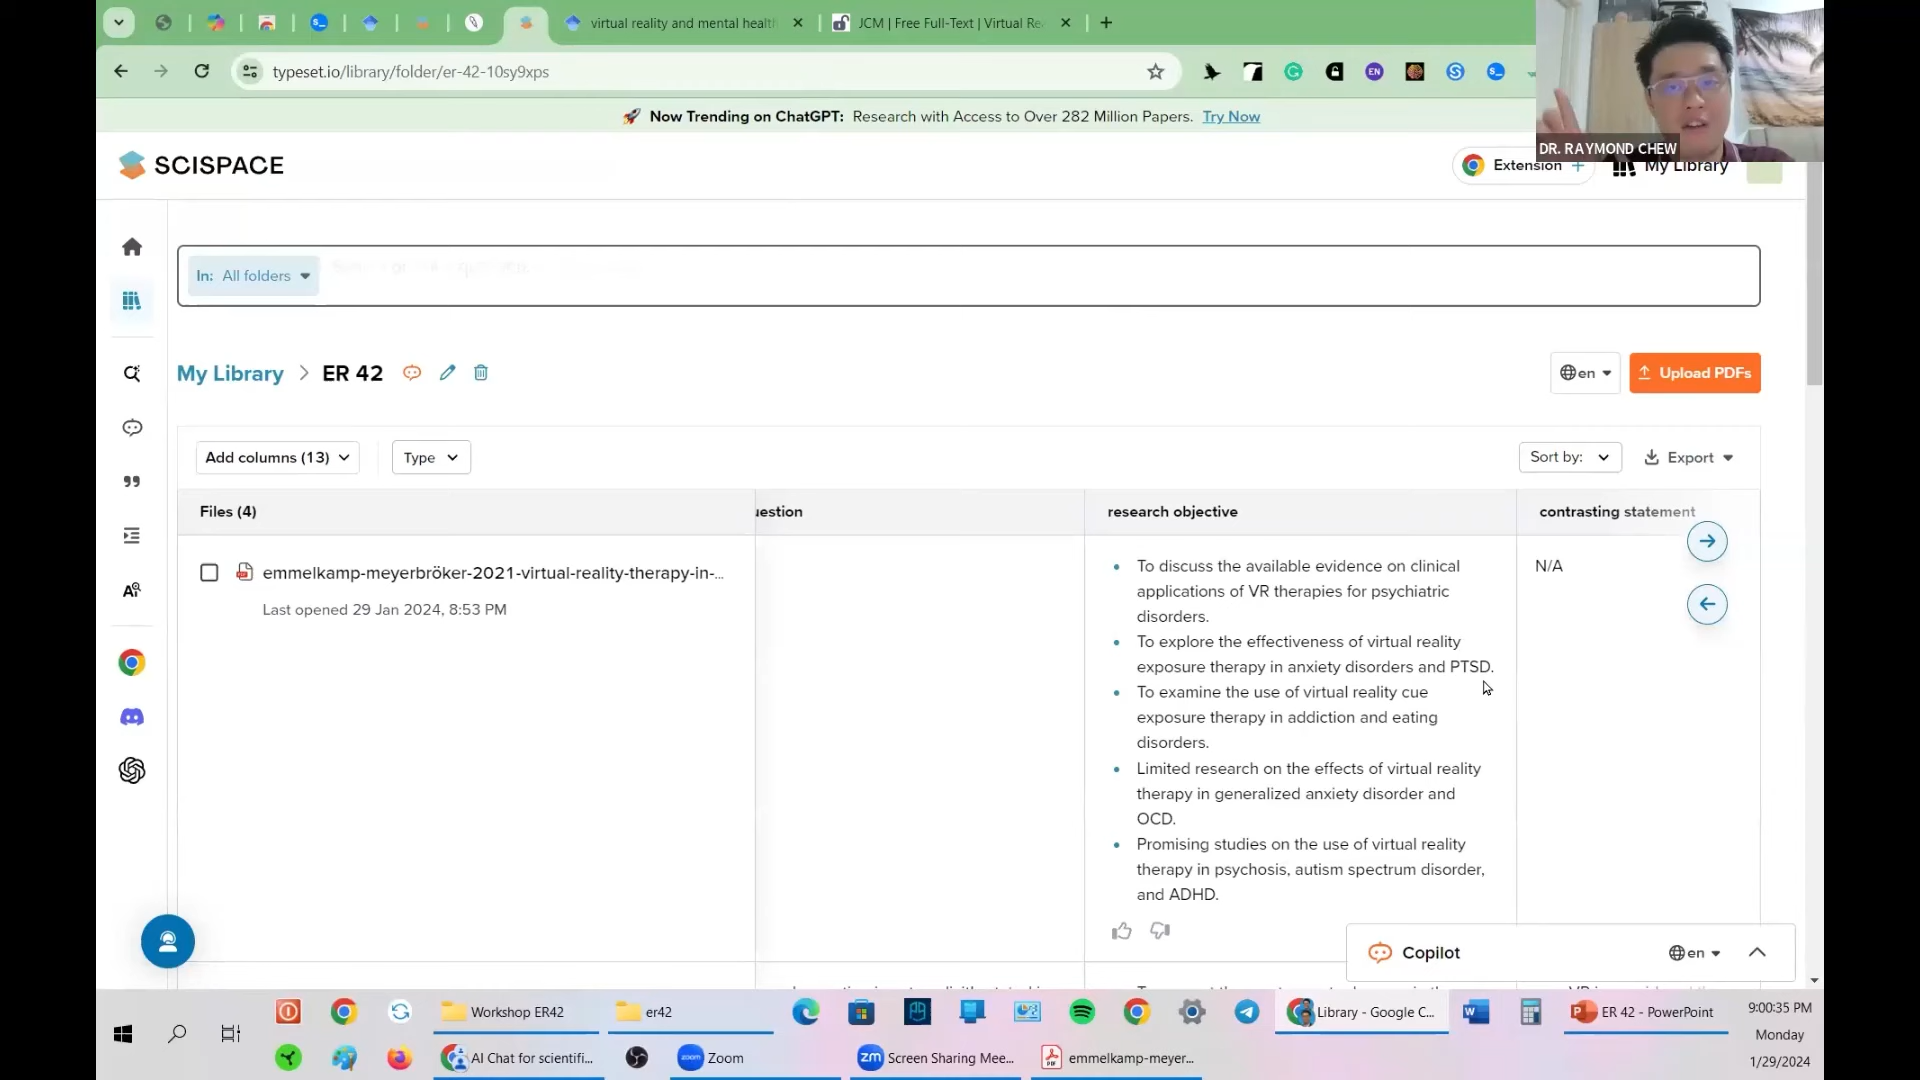 virtual reality and mental healt
JCM | Free Full-Text | Virtual Re
typeset.io/library/folder/er-42-10sy9xps
EN
DR. RAYMOND CHEW
Now Trending on ChatGPT: Research with Access to Over 282 Million Papers. Try Now
SCISPACE
Extension +
My Library
In: All folders
My Library > ER 42
en
Upload PDFs
Add columns (13)
Type
Sort by:
Export
Files (4)
uestion
research objective
contrasting statement
emmelkamp-meyerbröker-2021-virtual-reality-therapy-in-...
Last opened 29 Jan 2024, 8:53 PM
To discuss the available evidence on clinical
applications of VR therapies for psychiatric
disorders.
To explore the effectiveness of virtual reality
exposure therapy in anxiety disorders and PTSD.
To examine the use of virtual reality cue
exposure therapy in addiction and eating
disorders.
Limited research on the effects of virtual reality
therapy in generalized anxiety disorder and
OCD.
Promising studies on the use of virtual reality
therapy in psychosis, autism spectrum disorder,
and ADHD.
N/A
Copilot
en
Workshop ER42
er42
Library - Google C...
ER 42 - PowerPoint
AI Chat for scientifi...
zoom
Zoom
zm
Screen Sharing Mee...
emmelkamp-meyer...
9:00:35 PM
Monday
1/29/2024